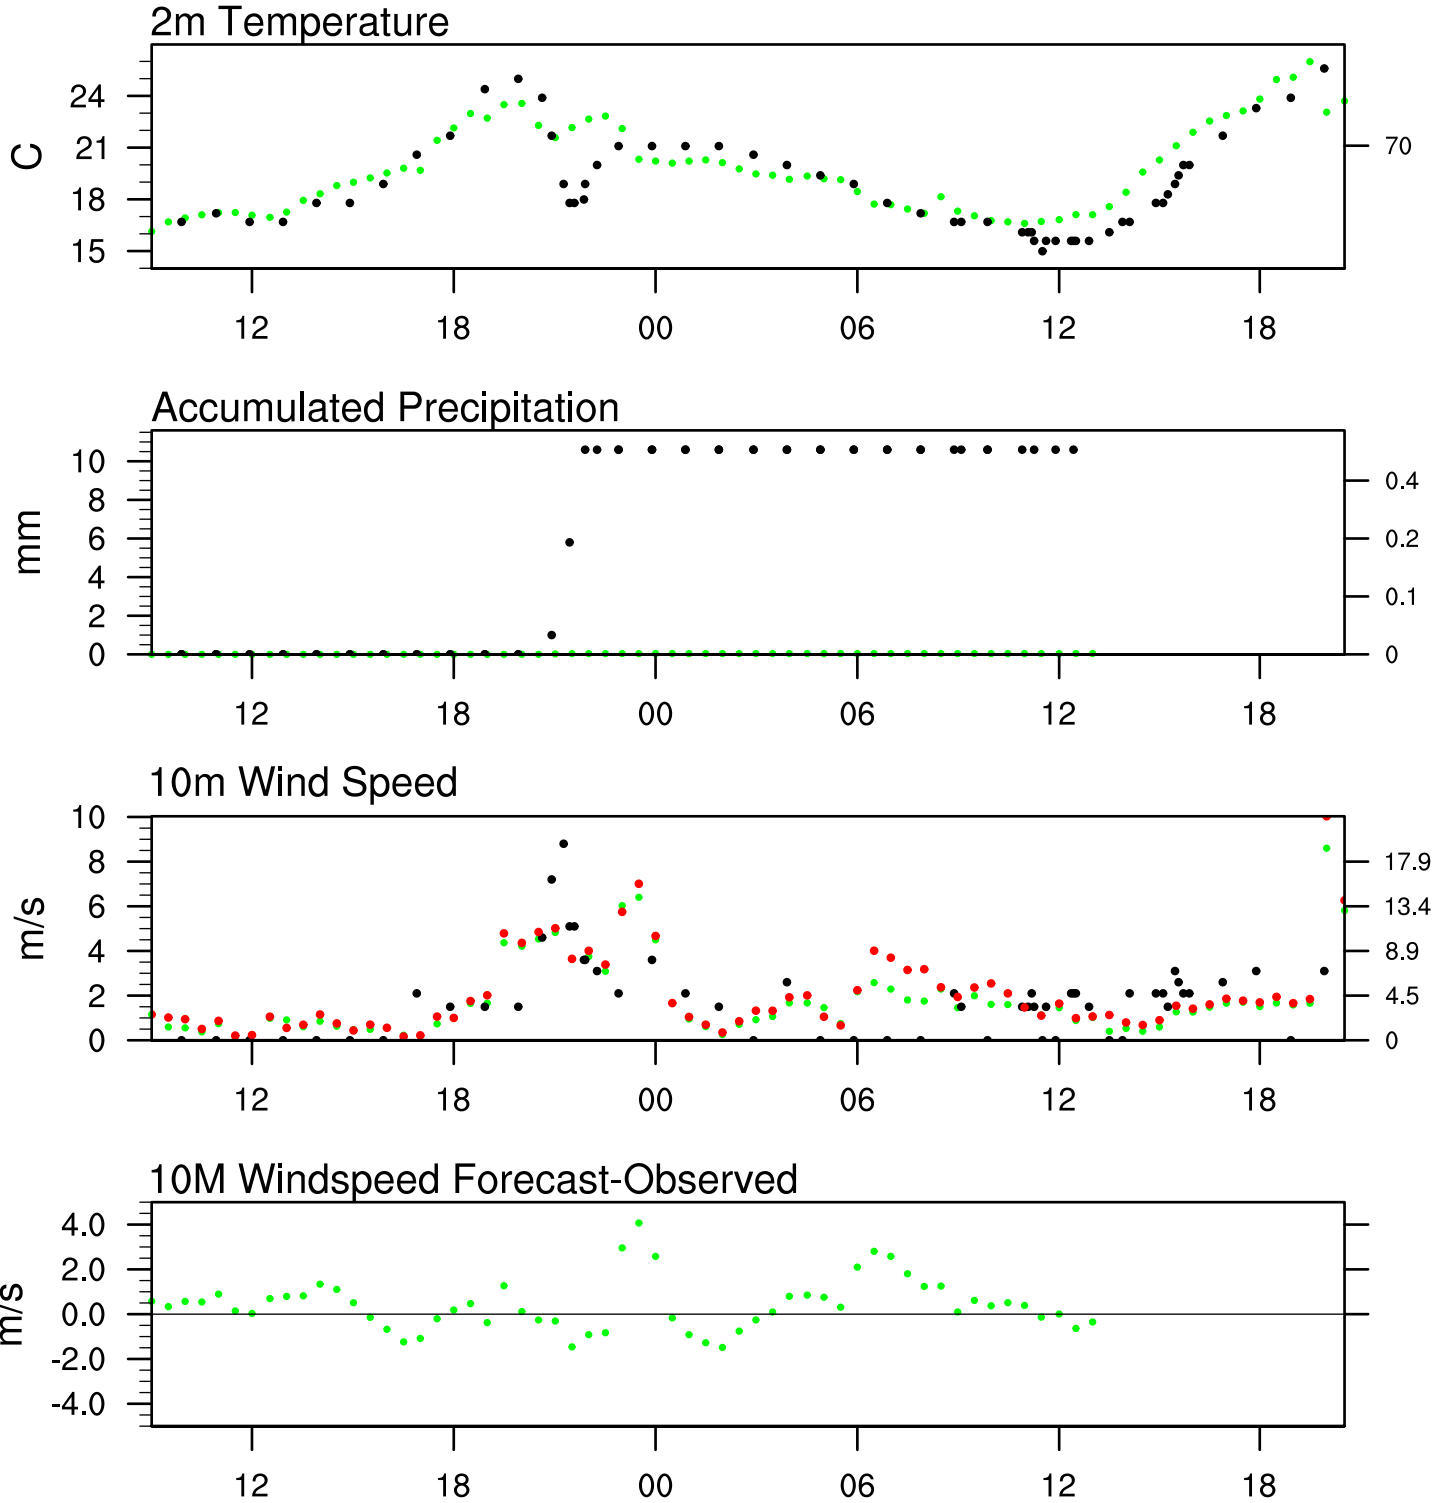 2m Temperature
24
21
18
15
C
70
12 18 00 06 12 18
Accumulated Precipitation
10
8
6
4
2
0
mm
0.4
0.2
0.1
0
12 18 00 06 12 18
10m Wind Speed
10
8
6
4
2
0
m/s
17.9
13.4
8.9
4.5
0
12 18 00 06 12 18
10M Windspeed Forecast-Observed
4.0
2.0
0.0
-2.0
-4.0
m/s
12 18 00 06 12 18